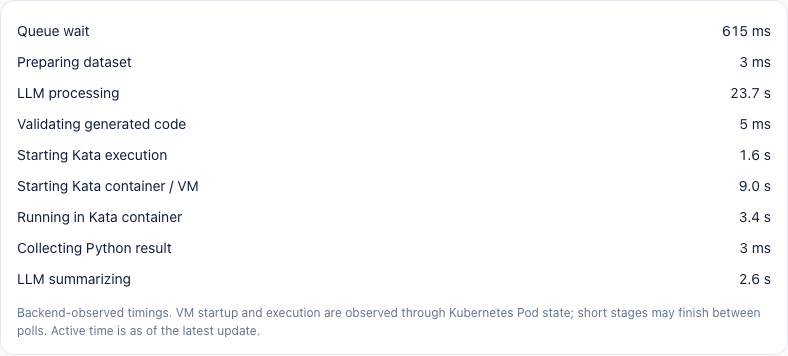 Queue wait 615 ms
Preparing dataset 3 ms
LLM processing 23.7 s
Validating generated code 5 ms
Starting Kata execution 1.6 s
Starting Kata container / VM 9.0 s
Running in Kata container 3.4 s
Collecting Python result 3 ms
LLM summarizing 2.6 s
Backend-observed timings. VM startup and execution are observed through Kubernetes Pod state; short stages may finish between
polls. Active time is as of the latest update.